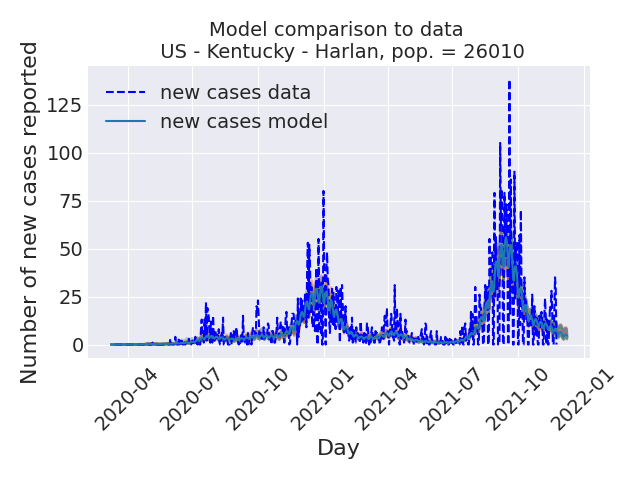 Model comparison to data
US - Kentucky - Harlan, pop. = 26010
Number of new cases reported
new cases data
new cases model
125
100
75
50
25
0
2020-04
2020-07
2020-10
2021-01
2021-04
2021-07
2021-10
2022-01
Day